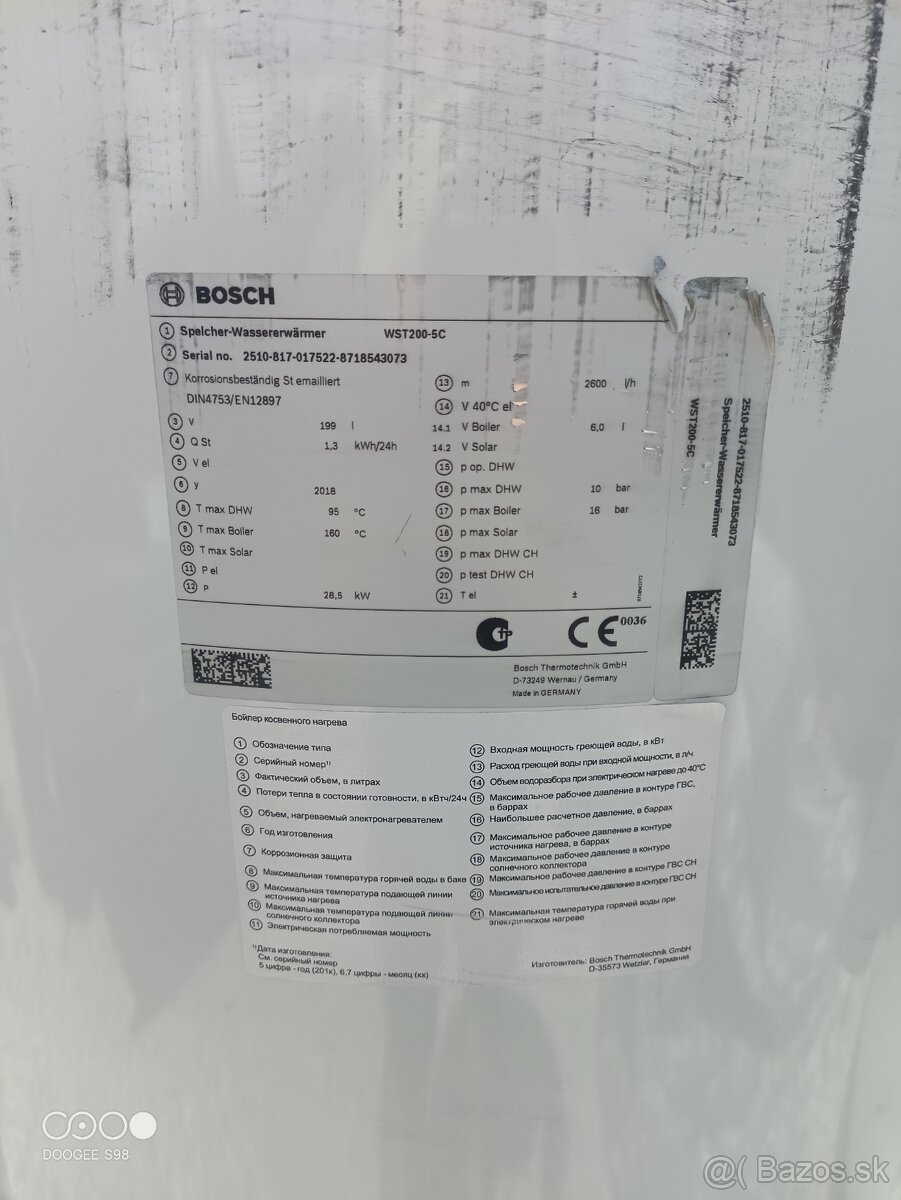 BOSCH
① Speicher-Wassererwärmer WST200-5C
② Serial no. 2510-817-017522-8718543073
⑦ Korrosionsbeständig St emailliert
DIN4753/EN12897
③ V 199 l
④ Q St 1,3 kWh/24h
⑤ V el
⑥ y 2018
⑧ T max DHW 95 °C
⑨ T max Boiler 160 °C
⑩ T max Solar
⑪ P el
⑫ P 28,5 kW
⑬ m 2600 l/h
⑭ V 40°C el
14.1 V Boiler 6,0 l
14.2 V Solar
⑮ p op. DHW
⑯ p max DHW 10 bar
⑰ p max Boiler 16 bar
⑱ p max Solar
⑲ p max DHW CH
⑳ p test DHW CH
㉑ T el ±
CE 0036
Bosch Thermotechnik GmbH
D-73249 Wernau / Germany
Made in GERMANY
2510-817-017522-8718543073
Speicher-Wassererwärmer
WST200-5C
Бойлер косвенного нагрева
① Обозначение типа
② Серийный номер¹⁾
③ Фактический объем, в литрах
④ Потери тепла в состоянии готовности, в кВтч/24ч
⑤ Объем, нагреваемый электронагревателем
⑥ Год изготовления
⑦ Коррозионная защита
⑧ Максимальная температура горячей воды в баке
⑨ Максимальная температура подающей линии
источника нагрева
⑩ Максимальная температура подающей линии
солнечного коллектора
⑪ Электрическая потребляемая мощность
⑫ Входная мощность греющей воды, в кВт
⑬ Расход греющей воды при входной мощности, в л/ч
⑭ Объем водоразбора при электрическом нагреве до 40°C
⑮ Максимальное рабочее давление в контуре ГВС,
в баррах
⑯ Наибольшее расчетное давление, в баррах
⑰ Максимальное рабочее давление в контуре
источника нагрева, в баррах
⑱ Максимальное рабочее давление в контуре
солнечного коллектора
⑲ Максимальное рабочее давление в контуре ГВС CH
⑳ Максимальное испытательное давление в контуре ГВС CH
㉑ Максимальная температура горячей воды при
электрическом нагреве
¹⁾Дата изготовления:
См. серийный номер
5 цифра - год (201x), 6.7 цифры - месяц (xx)
Изготовитель: Bosch Thermotechnik GmbH
D-35573 Wetzlar, Германия
DOOGEE S98
@( Bazos.sk